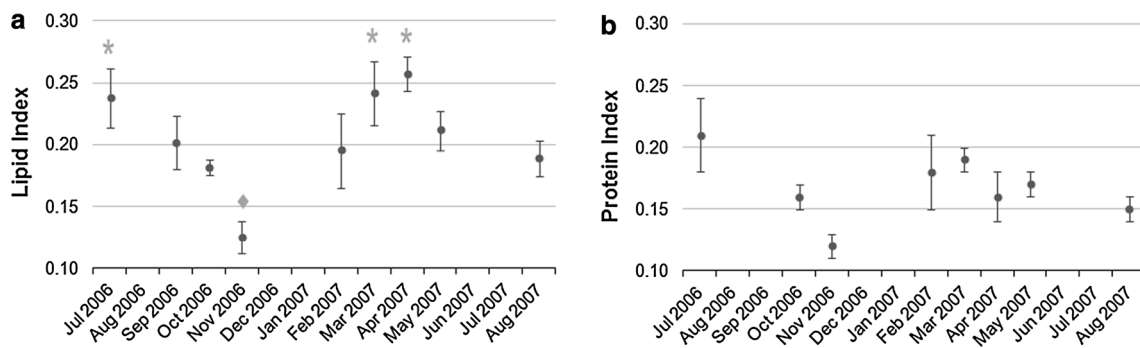 a
Lipid Index
0.30
0.25
0.20
0.15
0.10
*
*
*
Jul 2006
Aug 2006
Sep 2006
Oct 2006
Nov 2006
Dec 2006
Jan 2007
Feb 2007
Mar 2007
Apr 2007
May 2007
Jun 2007
Jul 2007
Aug 2007
b
Protein Index
0.30
0.25
0.20
0.15
0.10
Jul 2006
Aug 2006
Sep 2006
Oct 2006
Nov 2006
Dec 2006
Jan 2007
Feb 2007
Mar 2007
Apr 2007
May 2007
Jun 2007
Jul 2007
Aug 2007